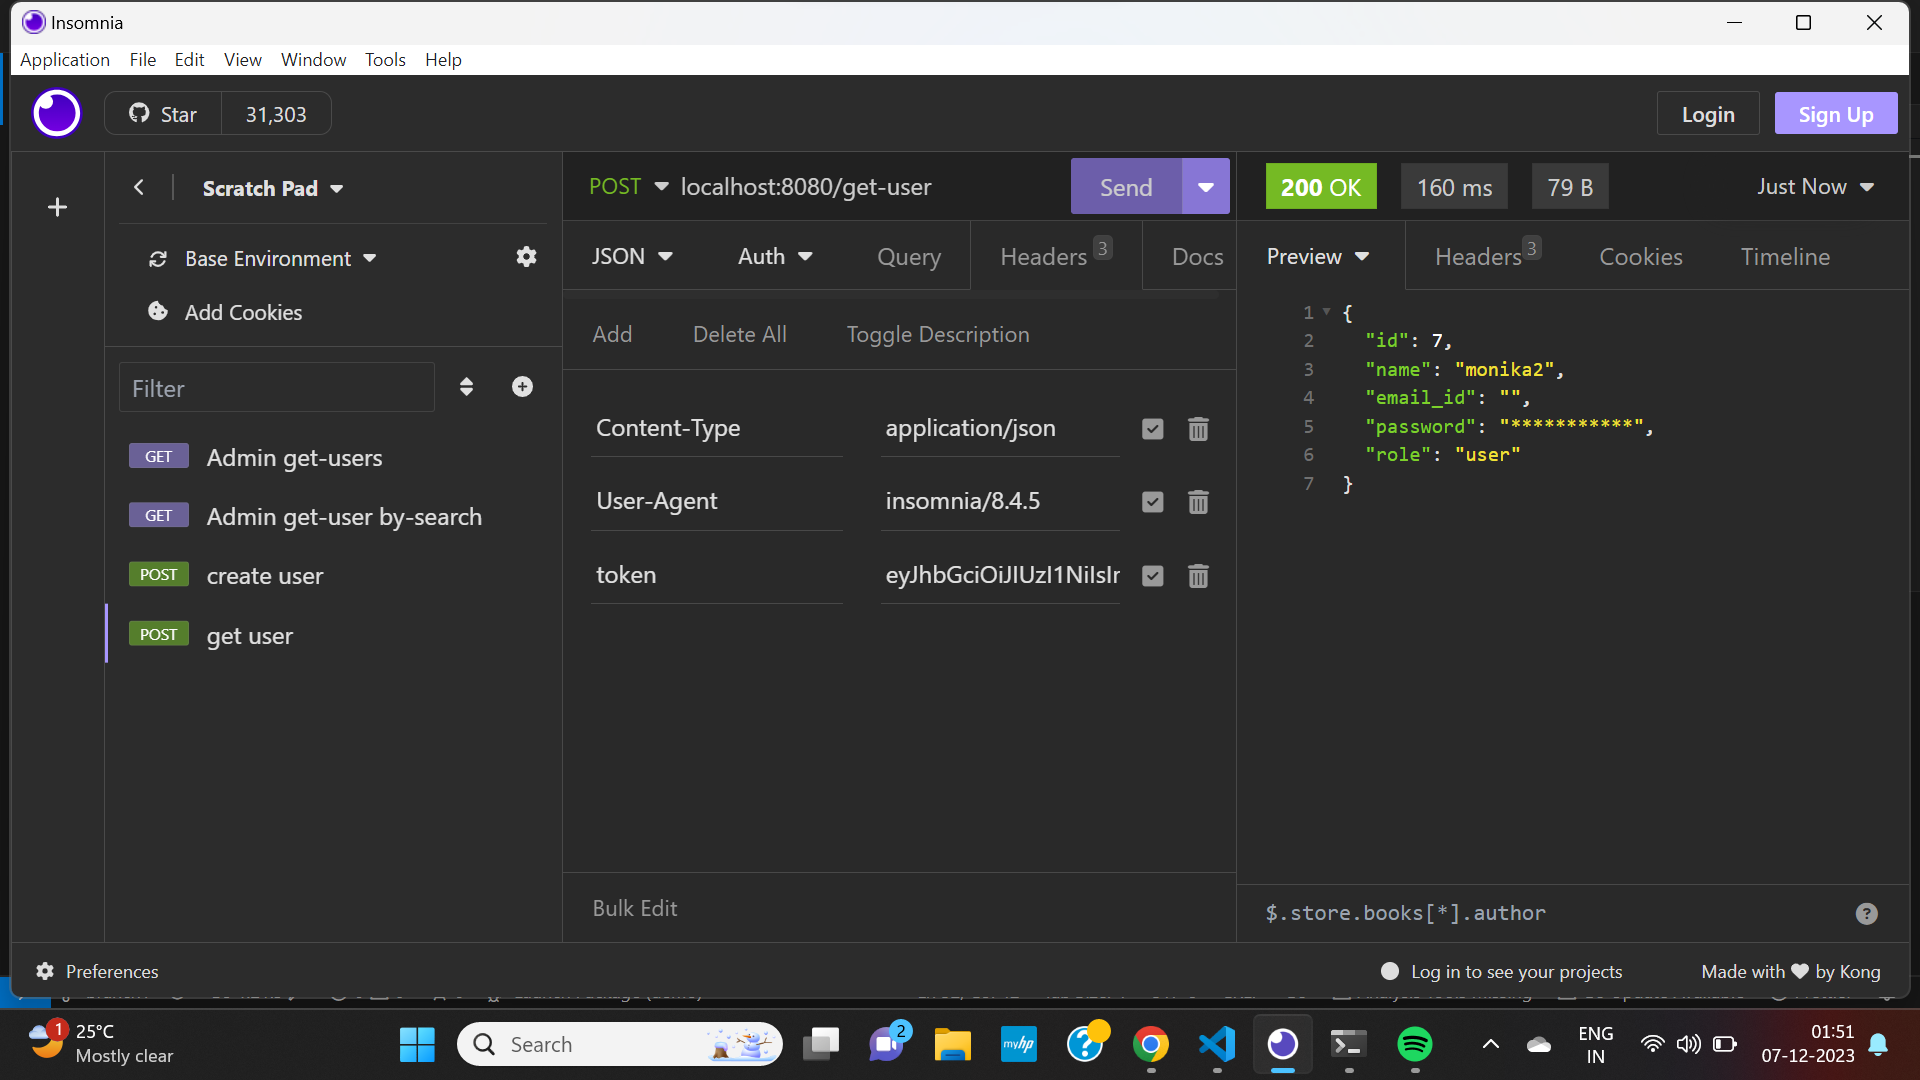 Insomnia
Application File Edit View Window Tools Help
Star 31,303
Login Sign Up
Scratch Pad
Base Environment
Add Cookies
Filter
GET Admin get-users
GET Admin get-user by-search
POST create user
POST get user
POST localhost:8080/get-user Send
JSON Auth Query Headers 3 Docs
Add Delete All Toggle Description
Content-Type application/json
User-Agent insomnia/8.4.5
token eyJhbGciOiJIUzI1NiIsIr
Bulk Edit
200 OK 160 ms 79 B Just Now
Preview Headers 3 Cookies Timeline
1 {
2 "id": 7,
3 "name": "monika2",
4 "email_id": "",
5 "password": "***********",
6 "role": "user"
7 }
$.store.books[*].author ?
Preferences
Log in to see your projects Made with ♥ by Kong
1 25°C
Mostly clear
Search
2
myhp
?
ENG
IN
01:51
07-12-2023